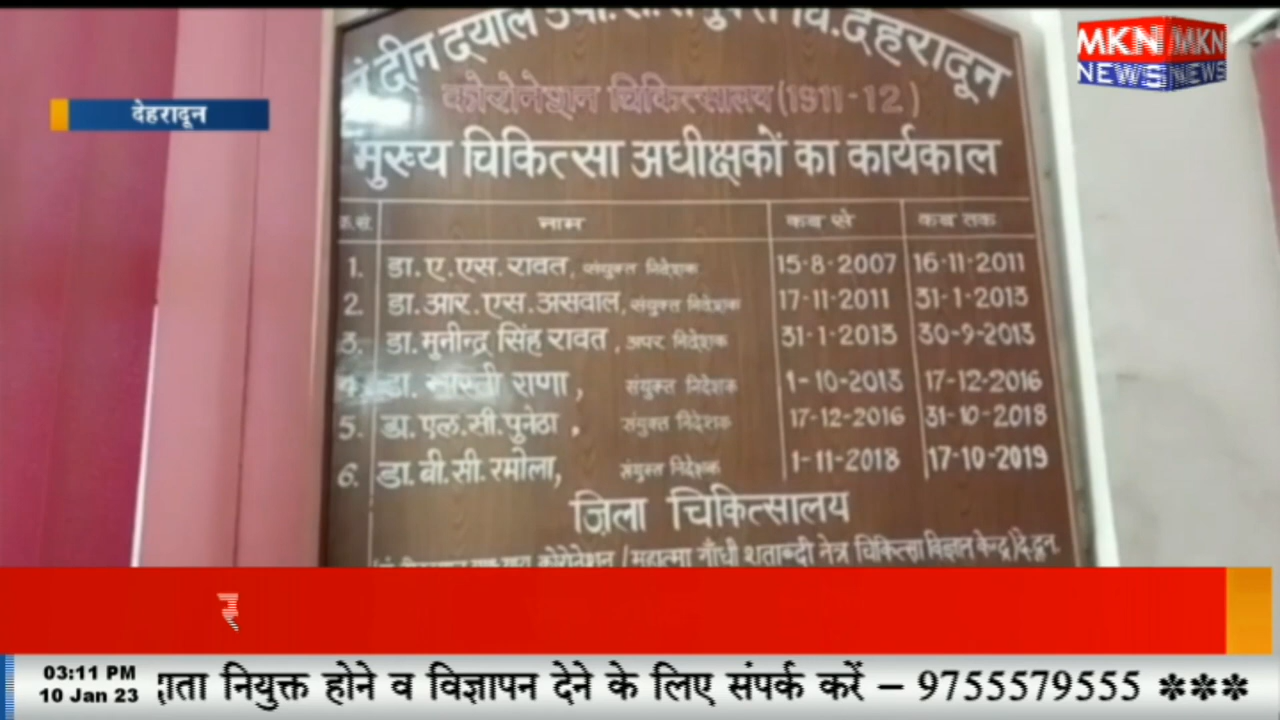 पं दीन दयाल उपा. सं. संयुक्त चि. देहरादून
MKN MKN
NEWS NEWS
देहरादून
कोरोनेशन चिकित्सालय (1911-12)
मुख्य चिकित्सा अधीक्षकों का कार्यकाल
क्र.सं. नाम कब से कब तक
1. डा. ए. एस. रावत, संयुक्त निदेशक 15-8-2007 16-11-2011
2. डा. आर. एस. असवाल, संयुक्त निदेशक 17-11-2011 31-1-2013
3. डा. मुनीन्द्र सिंह रावत, अपर निदेशक 31-1-2013 30-9-2013
4. डा. राणा, संयुक्त निदेशक 1-10-2013 17-12-2016
5. डा. एल. सी. पुनेठा, संयुक्त निदेशक 17-12-2016 31-10-2018
6. डा. बी. सी. रमोला, संयुक्त निदेशक 1-11-2018 17-10-2019
जिला चिकित्सालय
कोरोनेशन / महात्मा गाँधी शताब्दी नेत्र चिकित्सा विज्ञान केन्द्र) दे.दून.
03:11 PM
10 Jan 23
नियुक्त होने व विज्ञापन देने के लिए संपर्क करें – 9755579555 ***